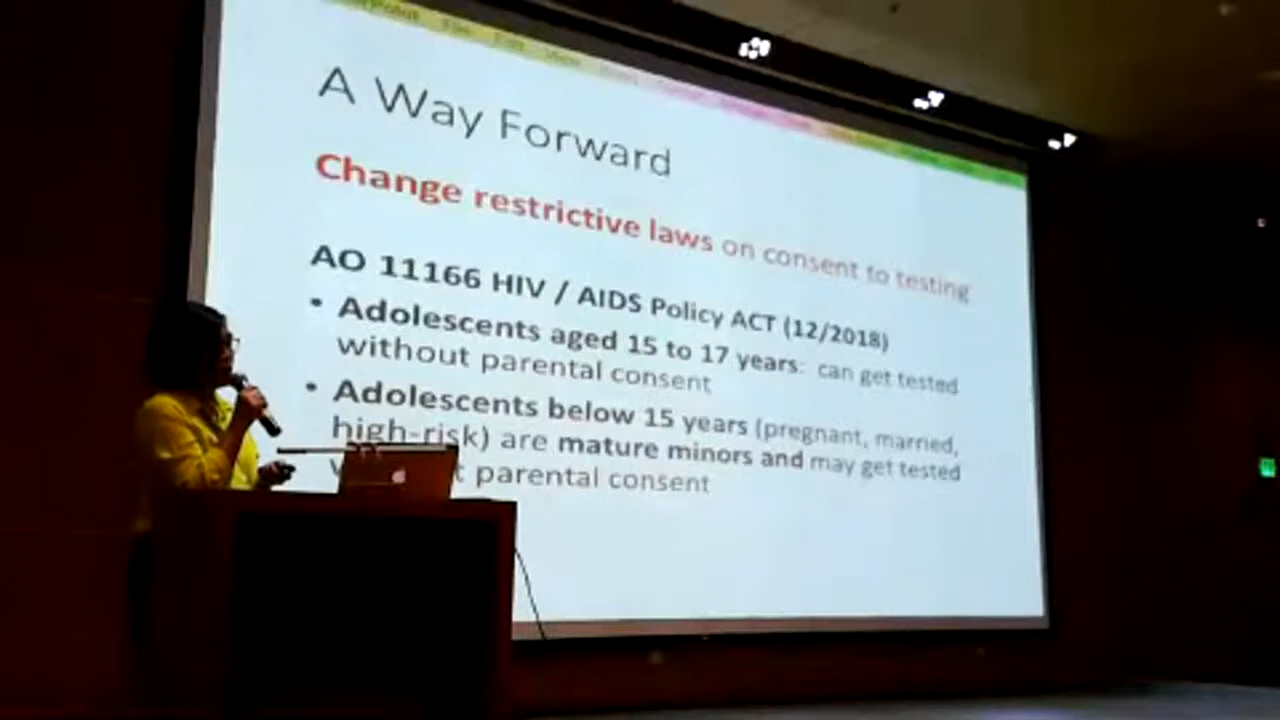 A Way Forward
Change restrictive laws on consent to testing
AO 11166 HIV / AIDS Policy ACT (12/2018)
• Adolescents aged 15 to 17 years: can get tested
without parental consent
• Adolescents below 15 years (pregnant, married,
high-risk) are mature minors and may get tested
parental consent